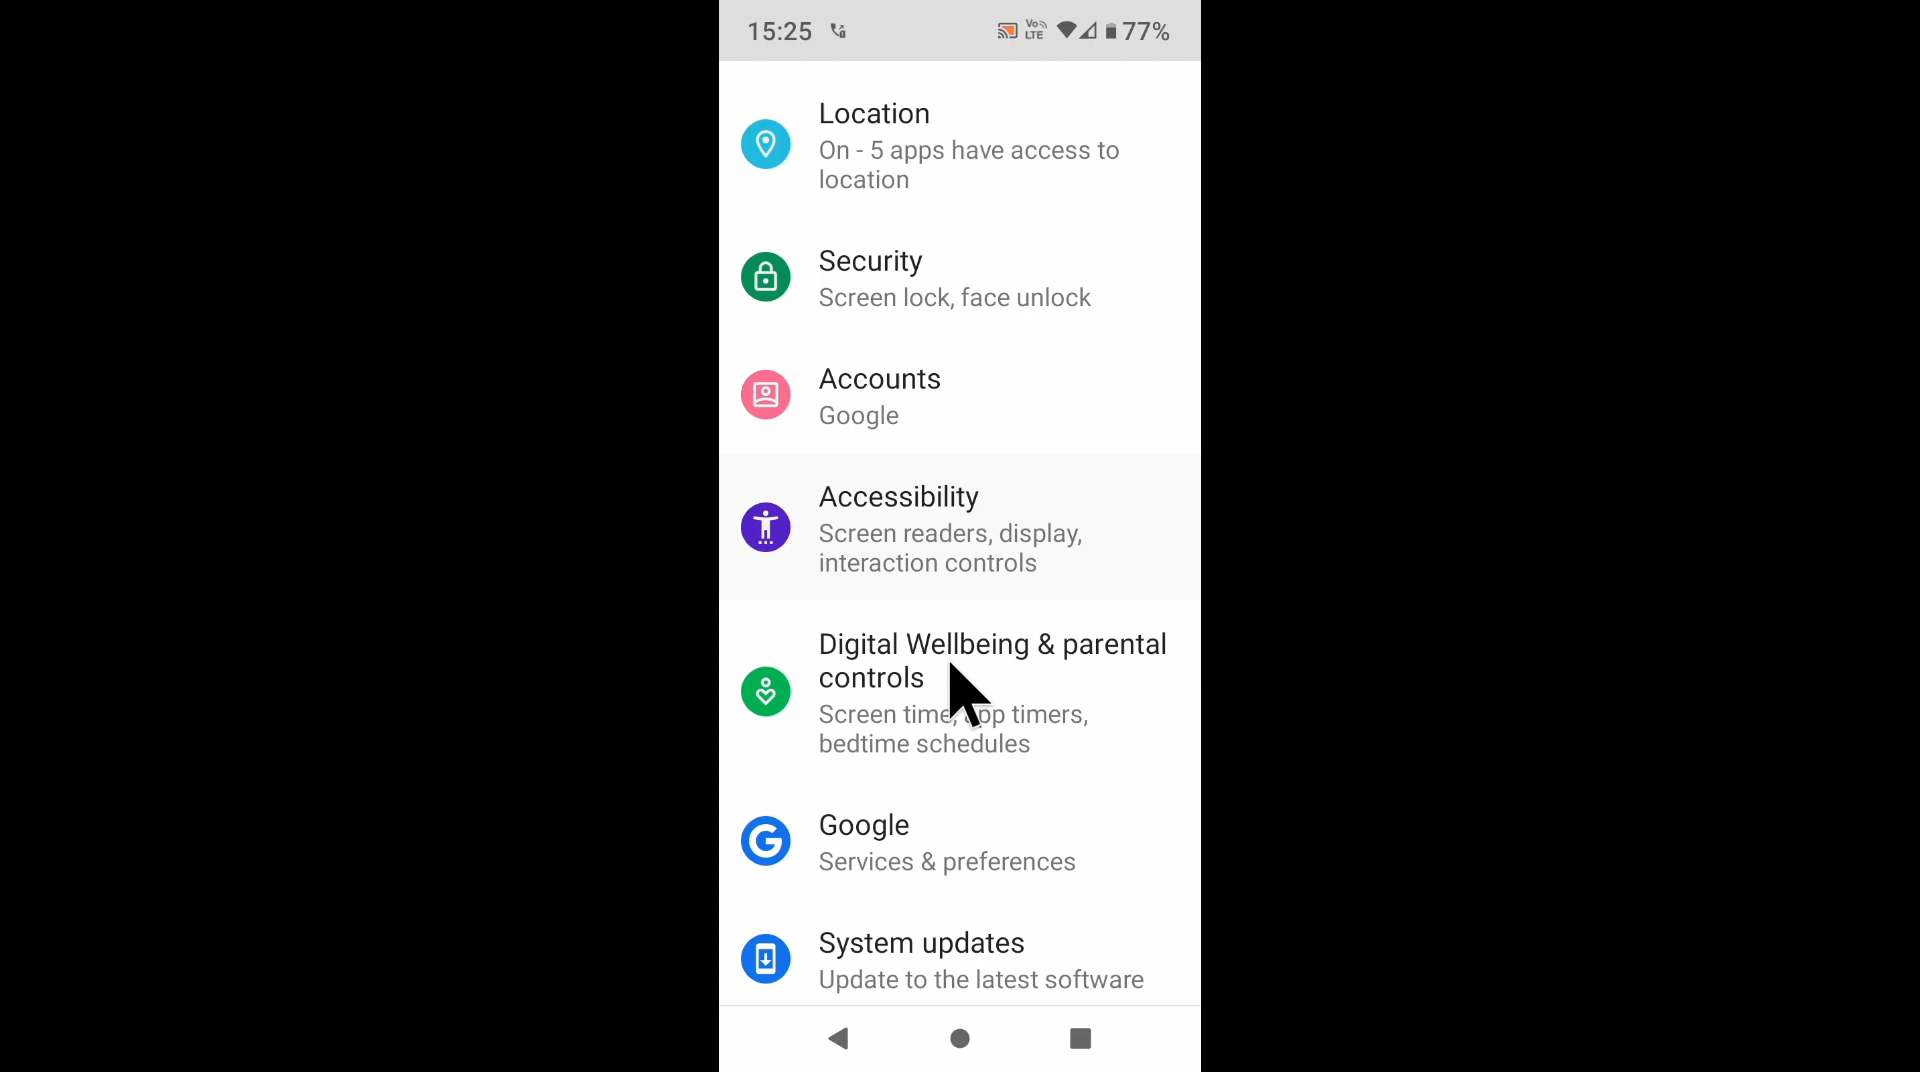 15:25
Vo
LTE
77%
Location
On - 5 apps have access to
location
Security
Screen lock, face unlock
Accounts
Google
Accessibility
Screen readers, display,
interaction controls
Digital Wellbeing & parental
controls
Screen time, app timers,
bedtime schedules
Google
Services & preferences
System updates
Update to the latest software